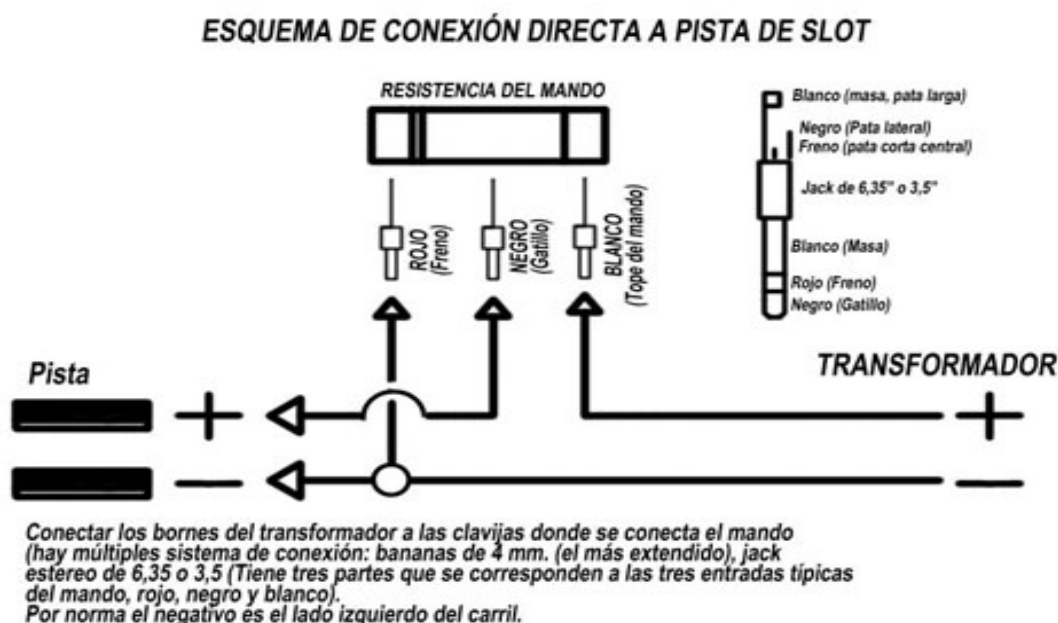 ESQUEMA DE CONEXIÓN DIRECTA A PISTA DE SLOT
RESISTENCIA DEL MANDO
ROJO
(Freno)
NEGRO
(Gatillo)
BLANCO
(Tope del mando)
Blanco (masa, pata larga)
Negro (Pata lateral)
Freno (pata corta central)
Jack de 6,35" o 3,5"
Blanco (Masa)
Rojo (Freno)
Negro (Gatillo)
Pista
TRANSFORMADOR
+
+
-
-
Conectar los bornes del transformador a las clavijas donde se conecta el mando
(hay múltiples sistema de conexión: bananas de 4 mm. (el más extendido), jack
estereo de 6,35 o 3,5 (Tiene tres partes que se corresponden a las tres entradas típicas
del mando, rojo, negro y blanco).
Por norma el negativo es el lado izquierdo del carril.